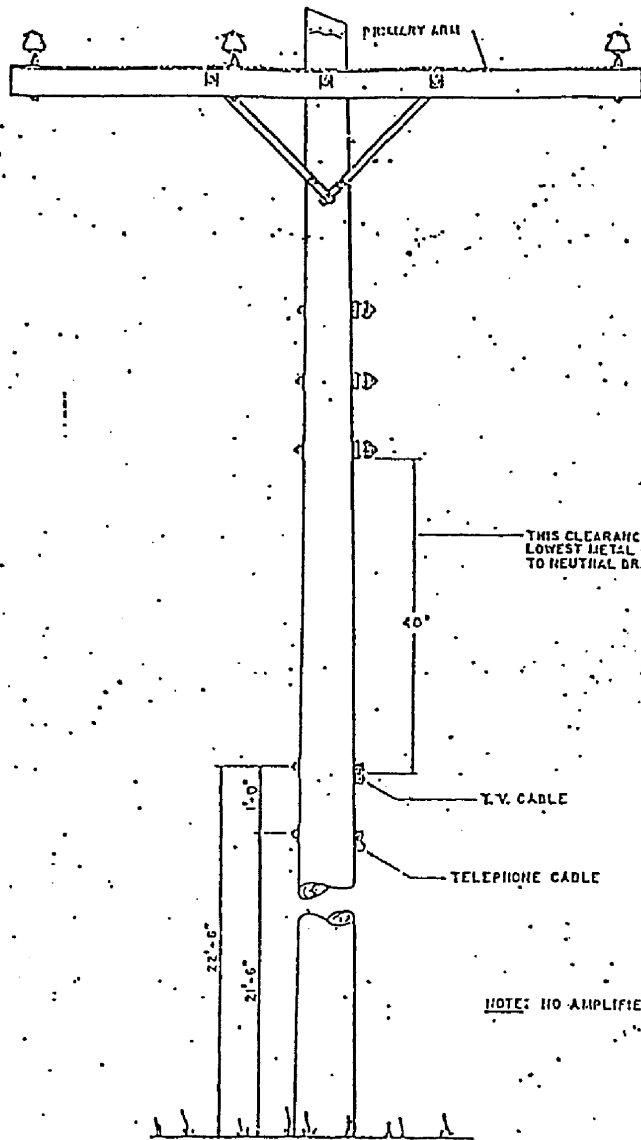 PRIMARY ARM
THIS CLEARANC
LOWEST METAL
TO NEUTRAL DR
40"
1'-0"
T.V. CABLE
TELEPHONE CABLE
22'-6"
21'-6"
NOTE: NO AMPLIFIE